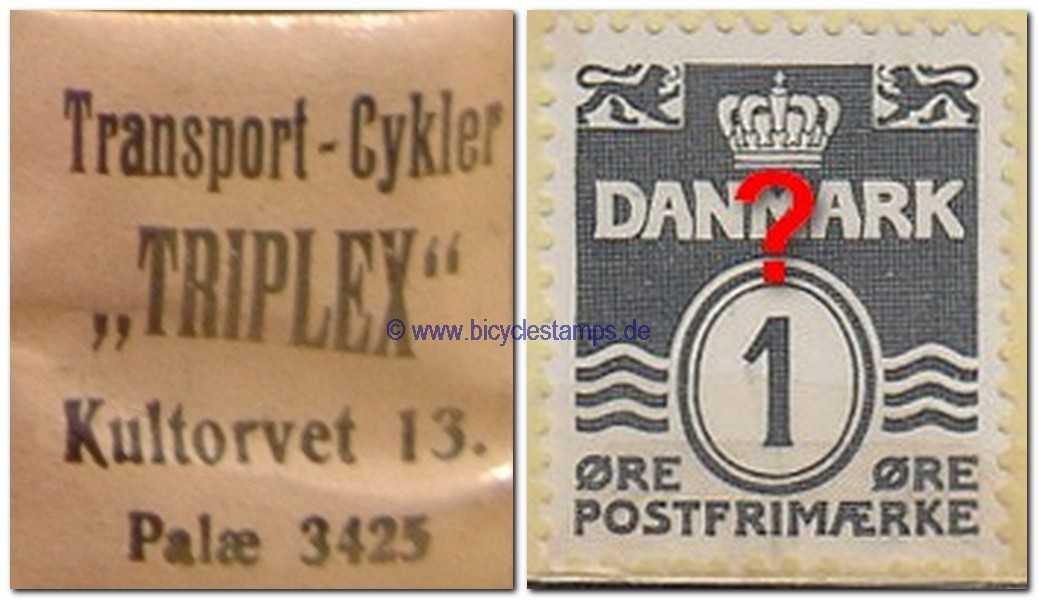 Transport-Cykler
„TRIPLEX“
Kultorvet 13.
Palæ 3425
© www.bicyclestamps.de
DANMARK
?
1
ØRE ØRE
POSTFRIMÆRKE